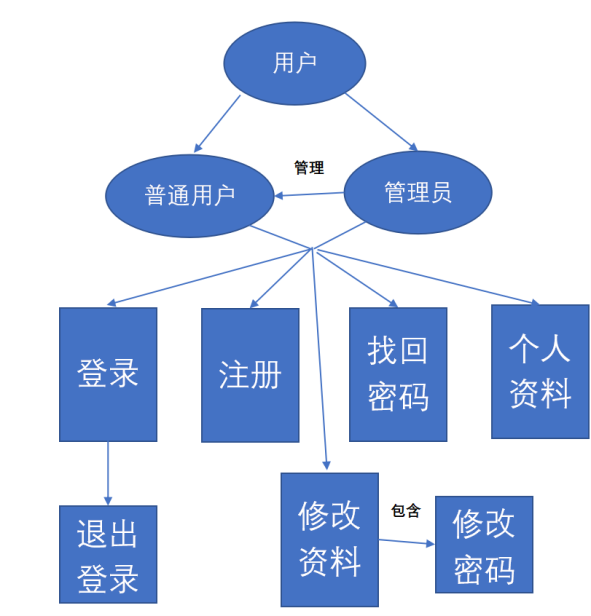 用户
管理
普通用户
管理员
登录
注册
找回
密码
个人
资料
退出
登录
修改
资料
包含
修改
密码